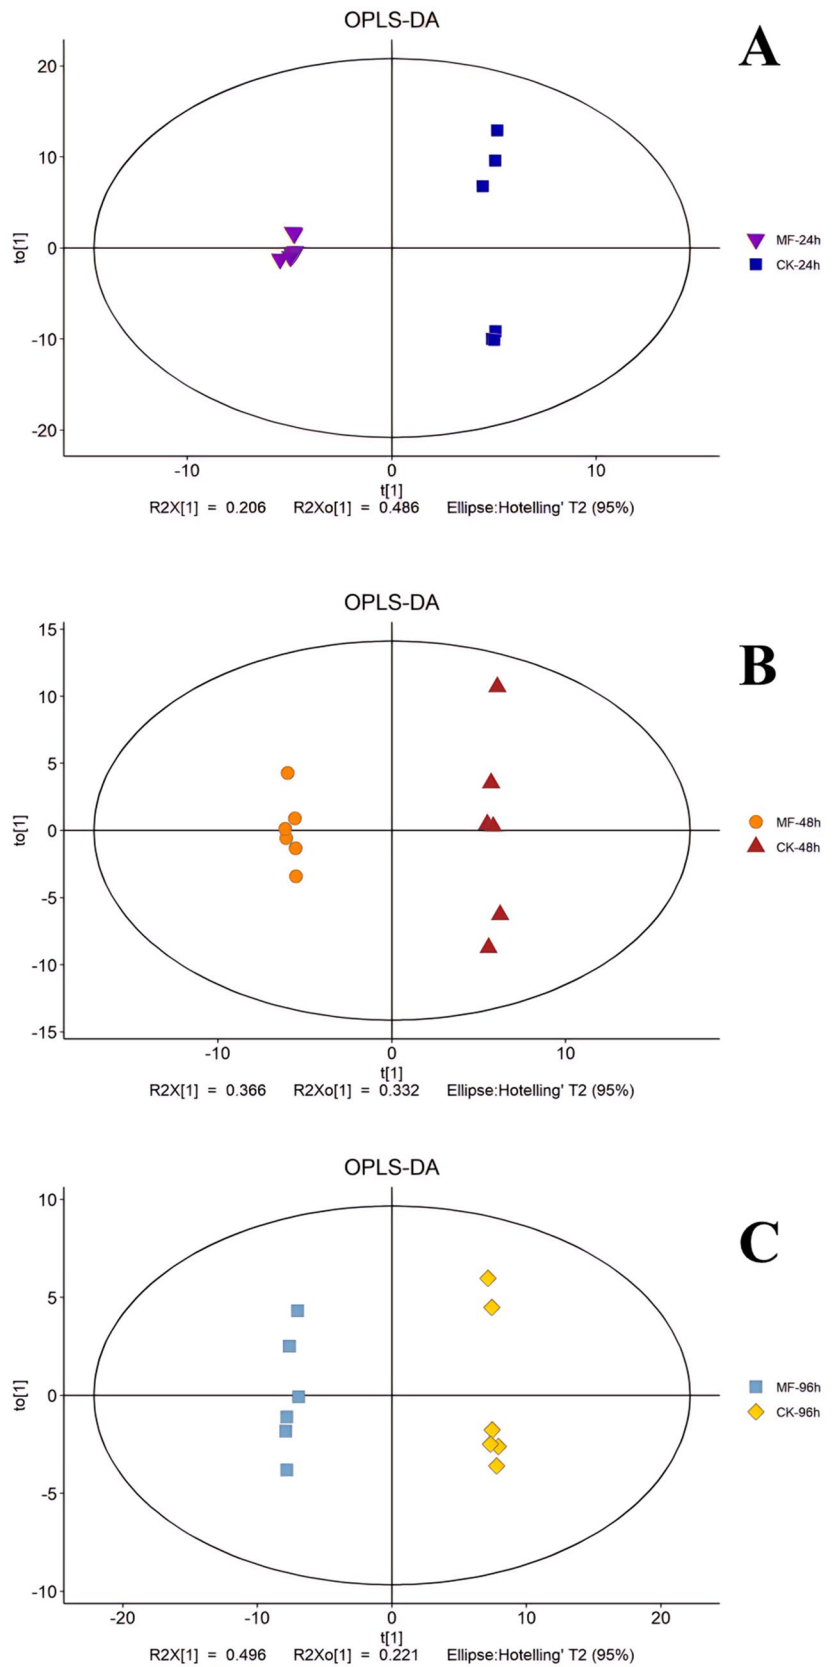 OPLS-DA
A
20
10
0
-10
-20
to[1]
-10 0 10
t[1]
R2X[1] = 0.206 R2Xo[1] = 0.486 Ellipse:Hotelling' T2 (95%)
MF-24h
CK-24h
OPLS-DA
B
15
10
5
0
-5
-10
-15
to[1]
-10 0 10
t[1]
R2X[1] = 0.366 R2Xo[1] = 0.332 Ellipse:Hotelling' T2 (95%)
MF-48h
CK-48h
OPLS-DA
C
10
5
0
-5
-10
to[1]
-20 -10 0 10 20
t[1]
R2X[1] = 0.496 R2Xo[1] = 0.221 Ellipse:Hotelling' T2 (95%)
MF-96h
CK-96h